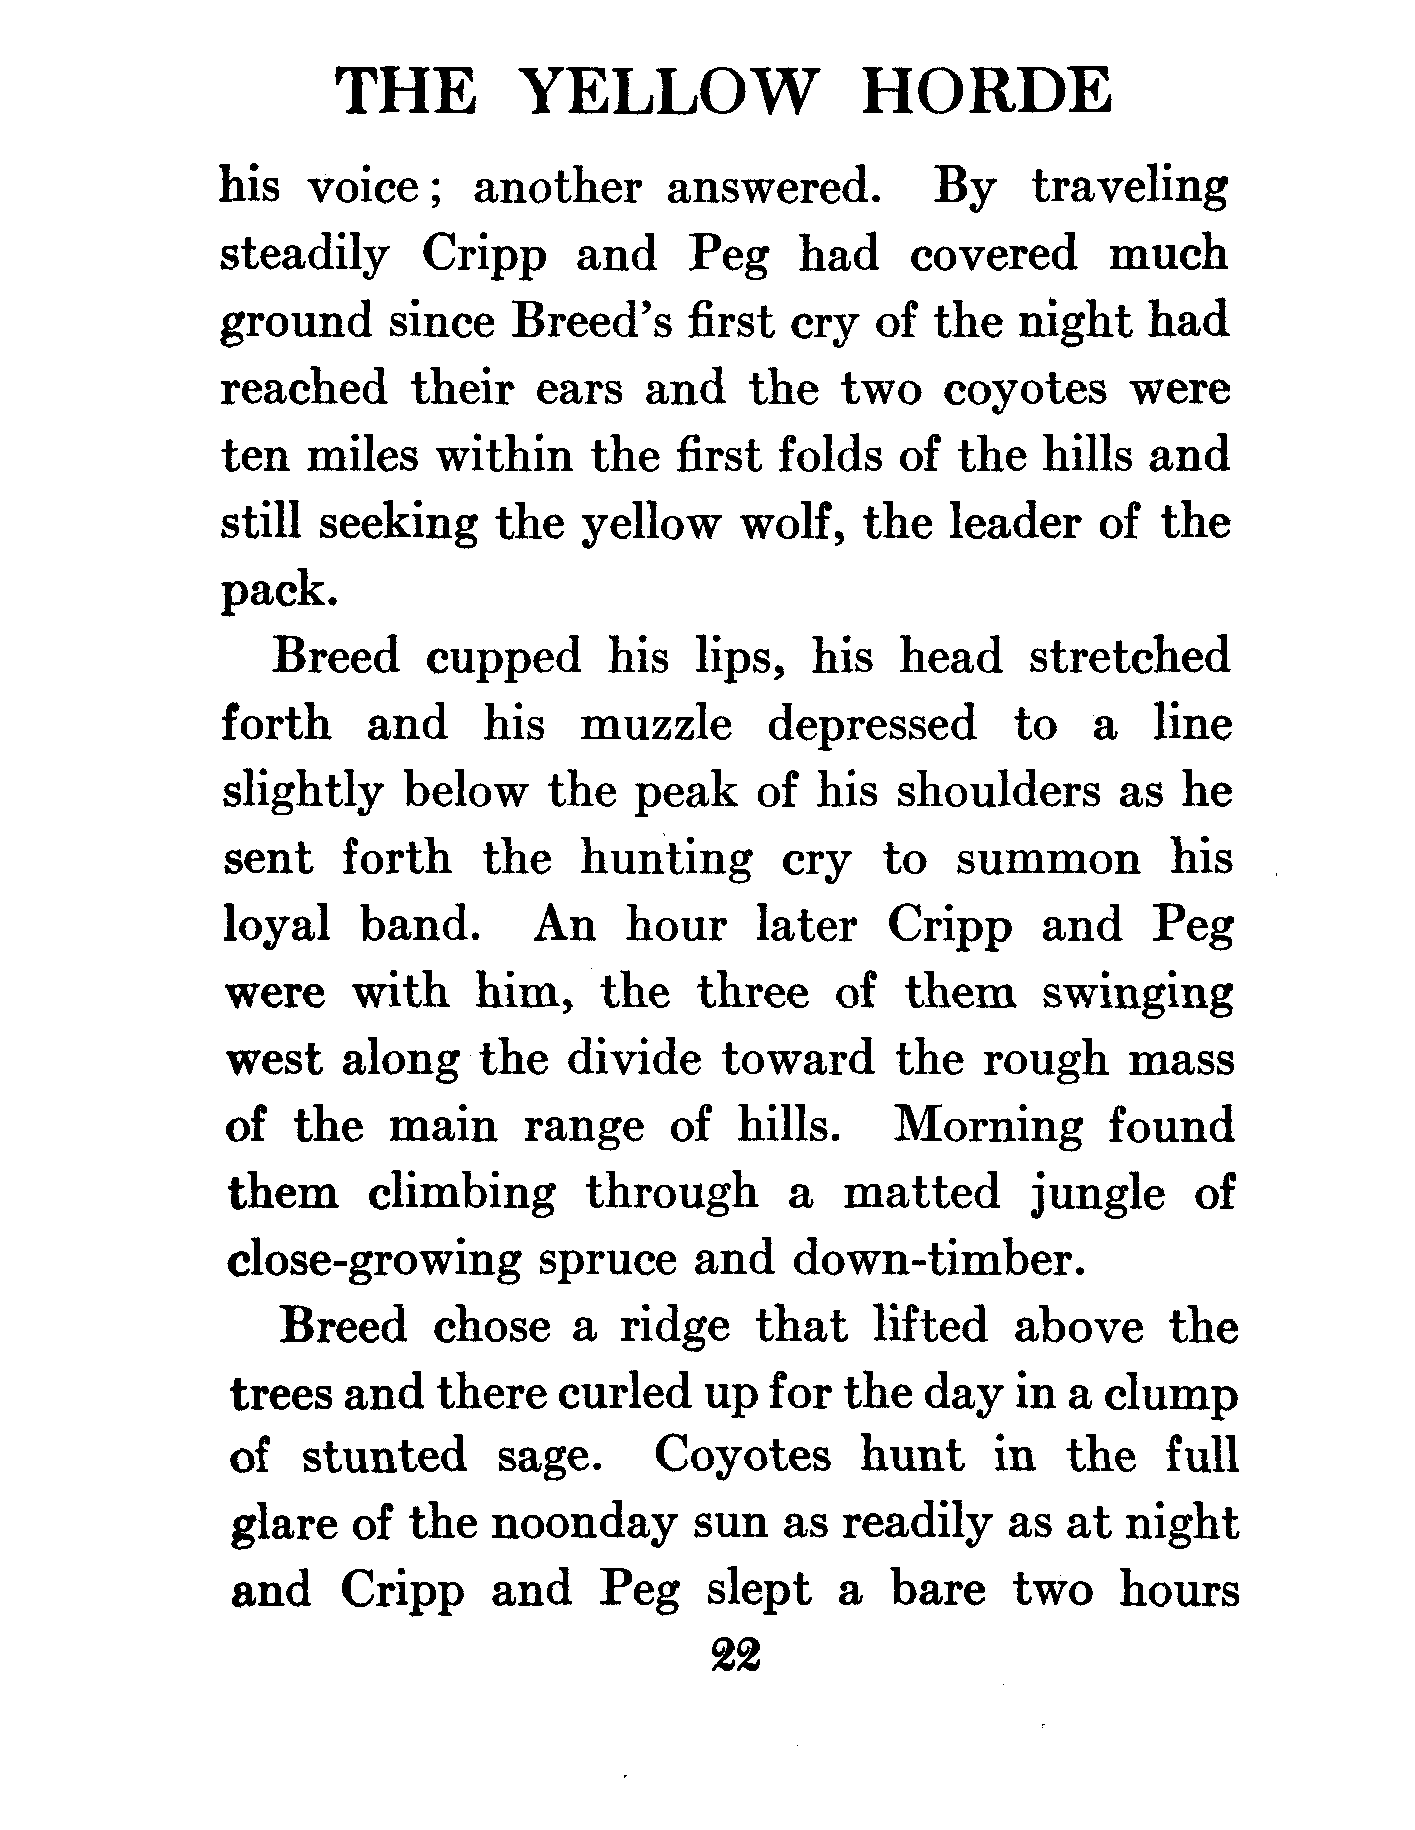 THE YELLOW HORDE
his voice; another answered. By traveling
steadily Cripp and Peg had covered much
ground since Breed's first cry of the night had
reached their ears and the two coyotes were
ten miles within the first folds of the hills and
still seeking the yellow wolf, the leader of the
pack.
Breed cupped his lips, his head stretched
forth and his muzzle depressed to a line
slightly below the peak of his shoulders as he
sent forth the hunting cry to summon his
loyal band. An hour later Cripp and Peg
were with him, the three of them swinging
west along the divide toward the rough mass
of the main range of hills. Morning found
them climbing through a matted jungle of
close-growing spruce and down-timber.
Breed chose a ridge that lifted above the
trees and there curled up for the day in a clump
of stunted sage. Coyotes hunt in the full
glare of the noonday sun as readily as at night
and Cripp and Peg slept a bare two hours
22